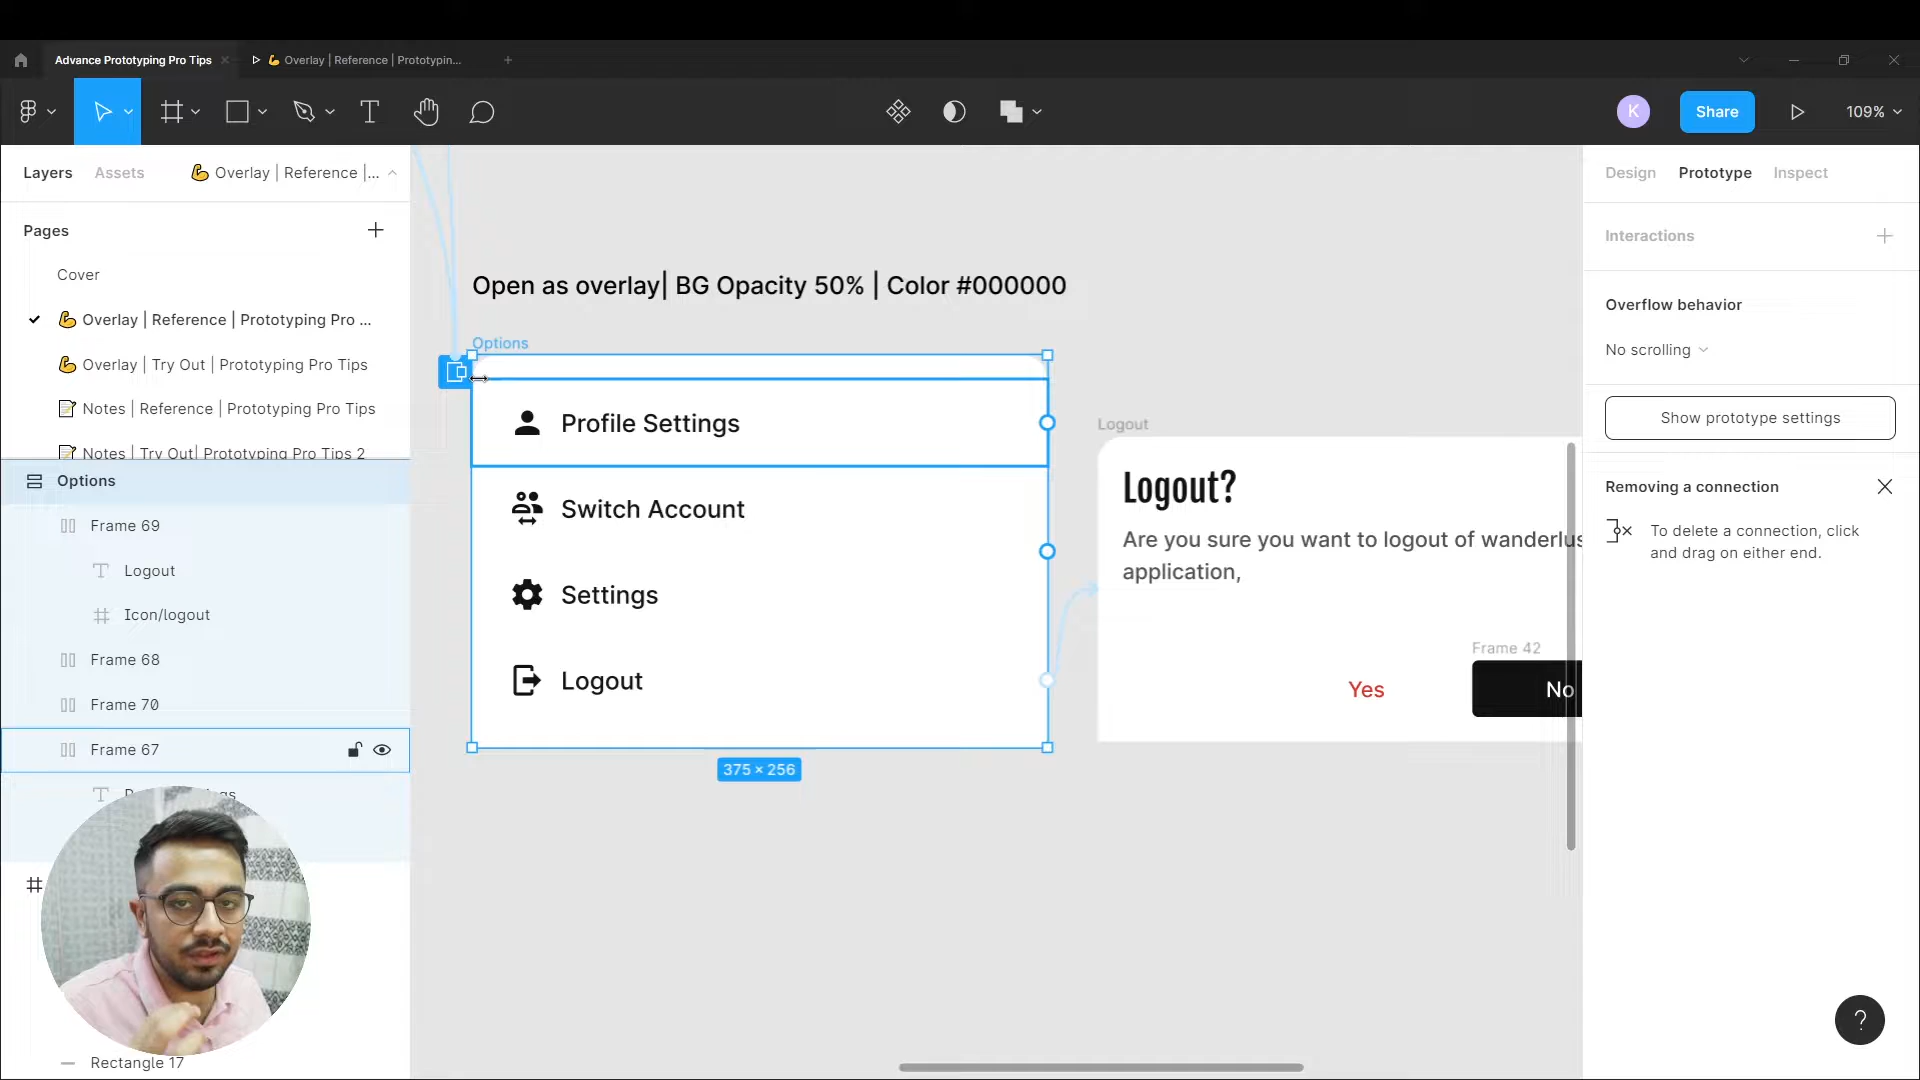 Advance Prototyping Pro Tips
💪 Overlay | Reference | Prototypin...
K
Share
109%
Layers
Assets
💪 Overlay | Reference |...
Design
Prototype
Inspect
Pages
Cover
💪 Overlay | Reference | Prototyping Pro ...
💪 Overlay | Try Out | Prototyping Pro Tips
📝 Notes | Reference | Prototyping Pro Tips
📝 Notes | Try Out| Prototyping Pro Tips 2
Options
Frame 69
Logout
Icon/logout
Frame 68
Frame 70
Frame 67
Rectangle 17
Open as overlay| BG Opacity 50% | Color #000000
Options
Profile Settings
Switch Account
Settings
Logout
375 × 256
Logout
Logout?
Are you sure you want to logout of wanderlus
application,
Frame 42
Yes
No
Interactions
Overflow behavior
No scrolling
Show prototype settings
Removing a connection
To delete a connection, click
and drag on either end.
?